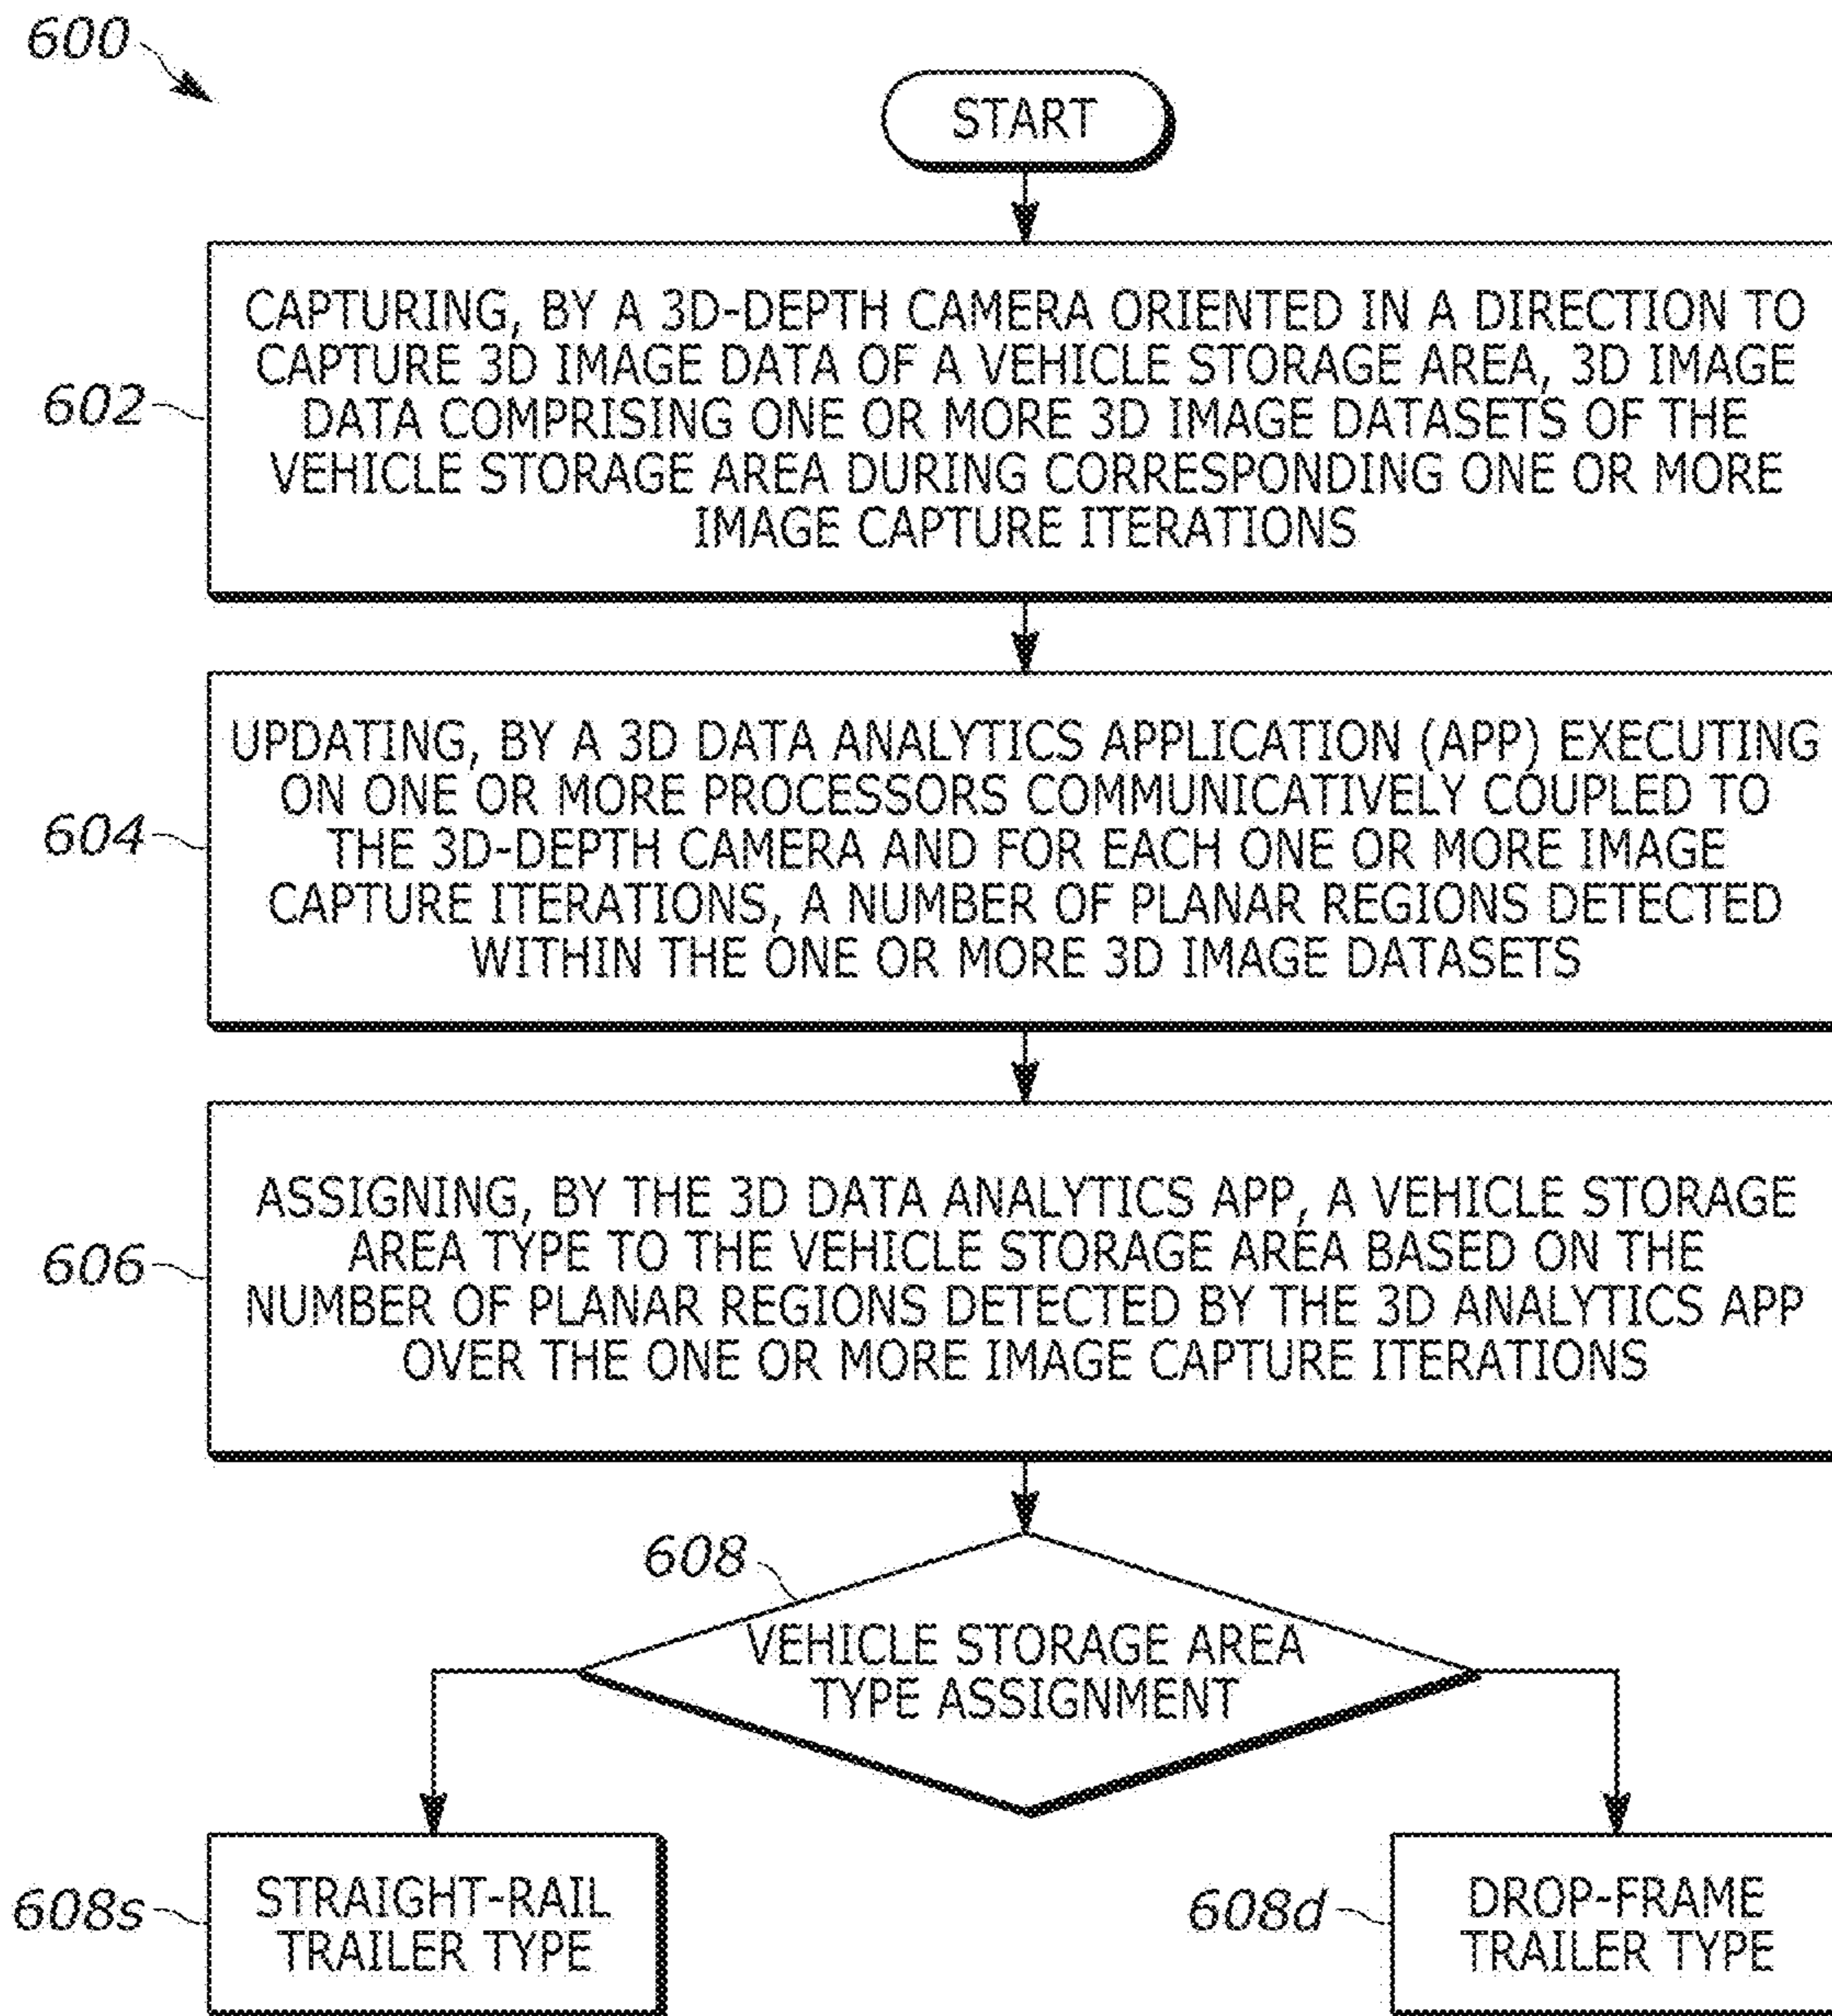 600
START
602
CAPTURING, BY A 3D-DEPTH CAMERA ORIENTED IN A DIRECTION TO
CAPTURE 3D IMAGE DATA OF A VEHICLE STORAGE AREA, 3D IMAGE
DATA COMPRISING ONE OR MORE 3D IMAGE DATASETS OF THE
VEHICLE STORAGE AREA DURING CORRESPONDING ONE OR MORE
IMAGE CAPTURE ITERATIONS
604
UPDATING, BY A 3D DATA ANALYTICS APPLICATION (APP) EXECUTING
ON ONE OR MORE PROCESSORS COMMUNICATIVELY COUPLED TO
THE 3D-DEPTH CAMERA AND FOR EACH ONE OR MORE IMAGE
CAPTURE ITERATIONS, A NUMBER OF PLANAR REGIONS DETECTED
WITHIN THE ONE OR MORE 3D IMAGE DATASETS
606
ASSIGNING, BY THE 3D DATA ANALYTICS APP, A VEHICLE STORAGE
AREA TYPE TO THE VEHICLE STORAGE AREA BASED ON THE
NUMBER OF PLANAR REGIONS DETECTED BY THE 3D ANALYTICS APP
OVER THE ONE OR MORE IMAGE CAPTURE ITERATIONS
608
VEHICLE STORAGE AREA
TYPE ASSIGNMENT
608s
STRAIGHT-RAIL
TRAILER TYPE
608d
DROP-FRAME
TRAILER TYPE